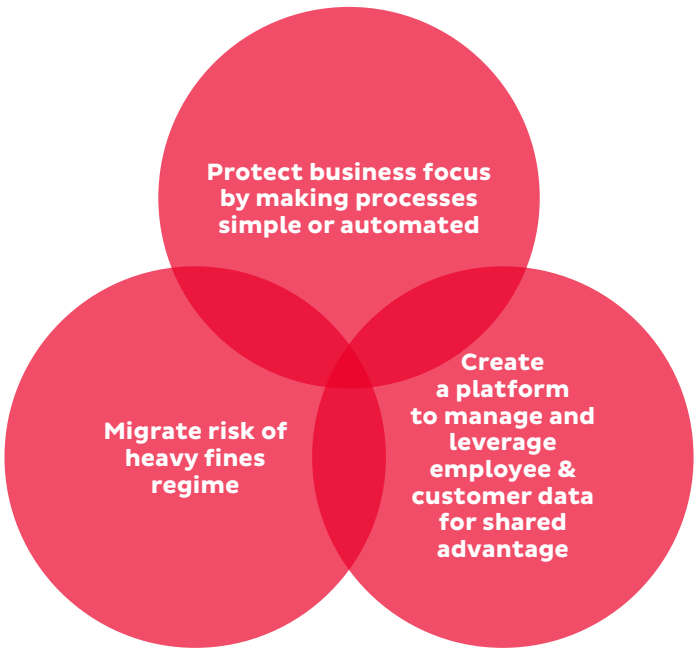 Protect business focus
by making processes
simple or automated
Migrate risk of
heavy fines
regime
Create
a platform
to manage and
leverage
employee &
customer data
for shared
advantage